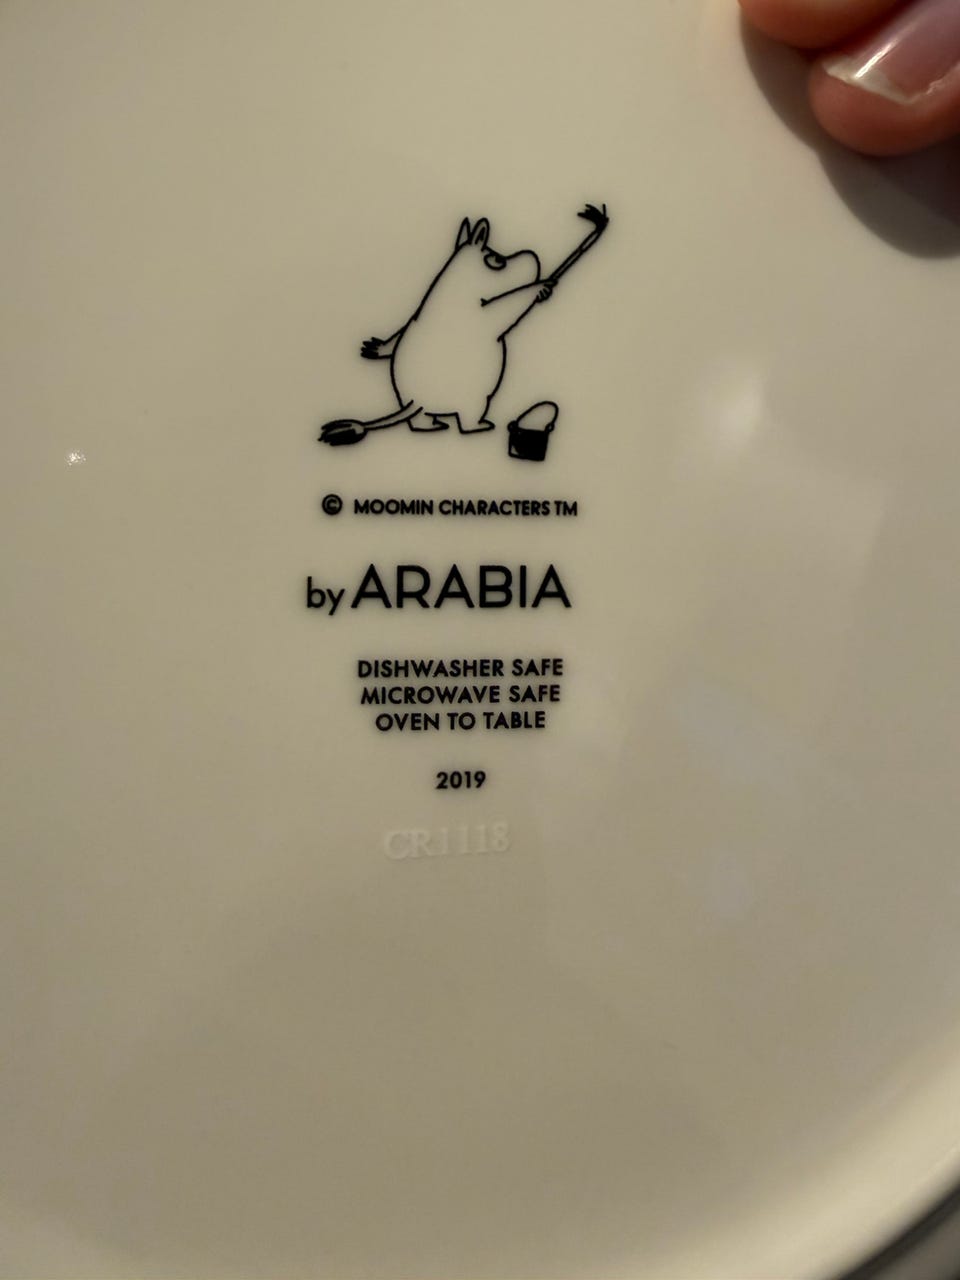 © MOOMIN CHARACTERS TM
by ARABIA
DISHWASHER SAFE
MICROWAVE SAFE
OVEN TO TABLE
2019
CR1118